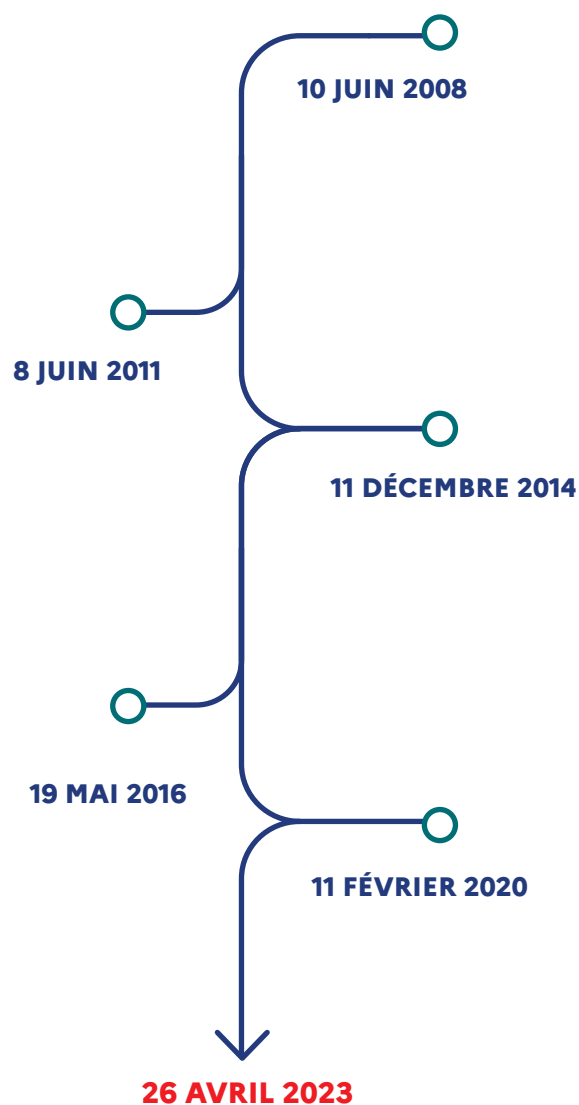 10 JUIN 2008
8 JUIN 2011
11 DÉCEMBRE 2014
19 MAI 2016
11 FÉVRIER 2020
26 AVRIL 2023